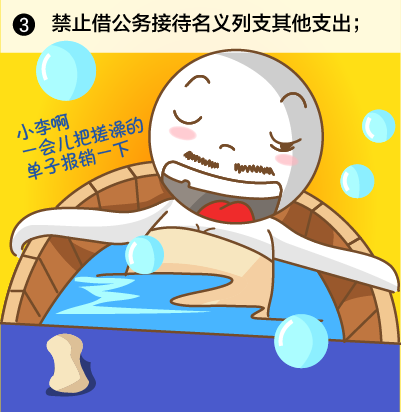 ❸ 禁止借公务接待名义列支其他支出；
小李啊
一会儿把搓澡的
单子报销一下